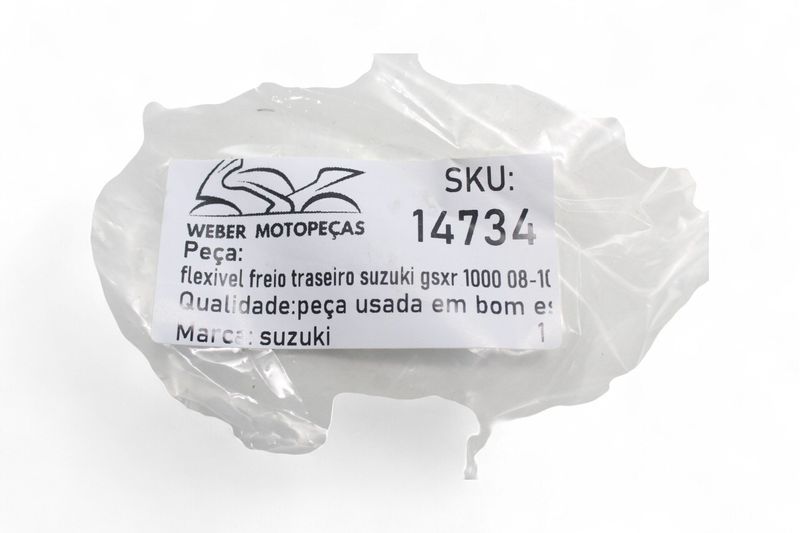 SKU:
WEBER MOTOPEÇAS
14734
Peça:
flexivel freio traseiro suzuki gsxr 1000 08-10
Qualidade:peça usada em bom es
Marca: suzuki
1